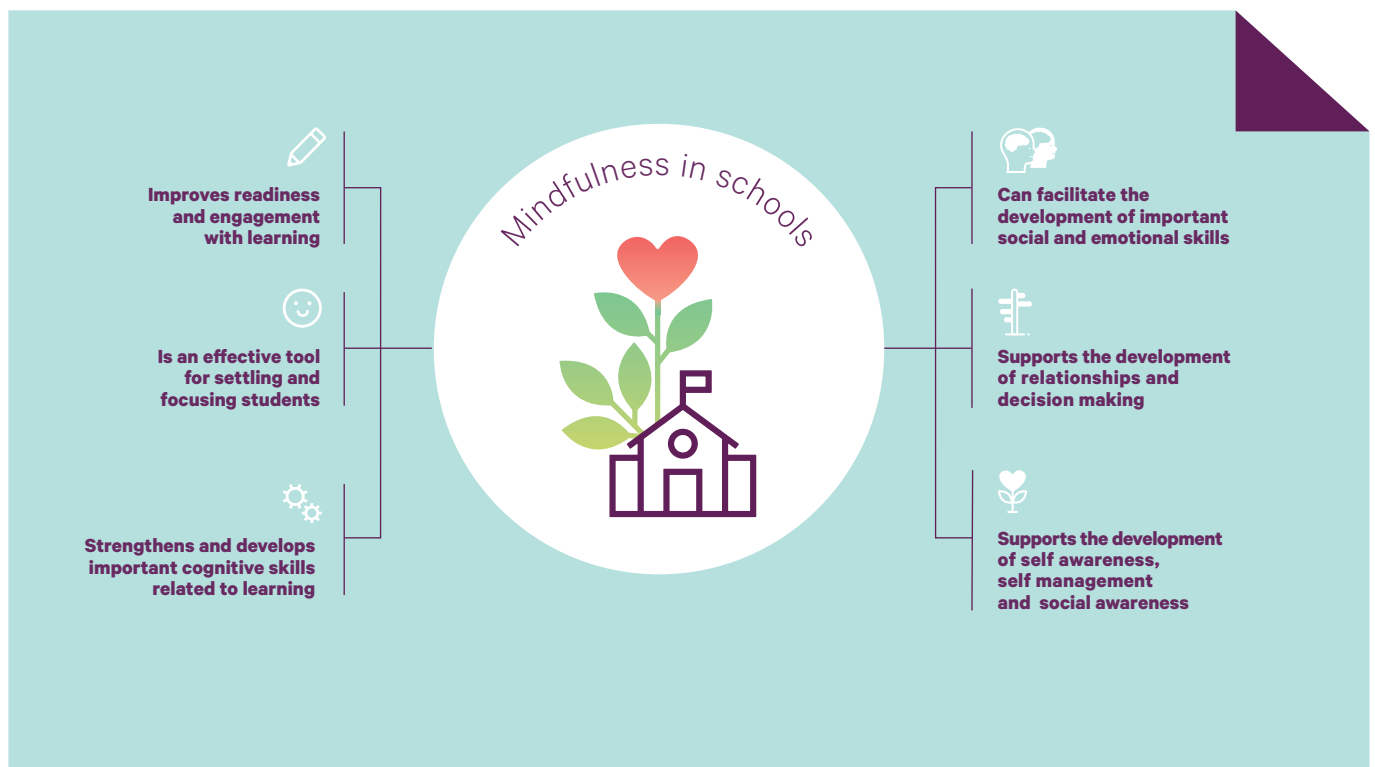 Mindfulness in schools
Improves readiness
and engagement
with learning
Is an effective tool
for settling and
focusing students
Strengthens and develops
important cognitive skills
related to learning
Can facilitate the
development of important
social and emotional skills
Supports the development
of relationships and
decision making
Supports the development
of self awareness,
self management
and  social awareness